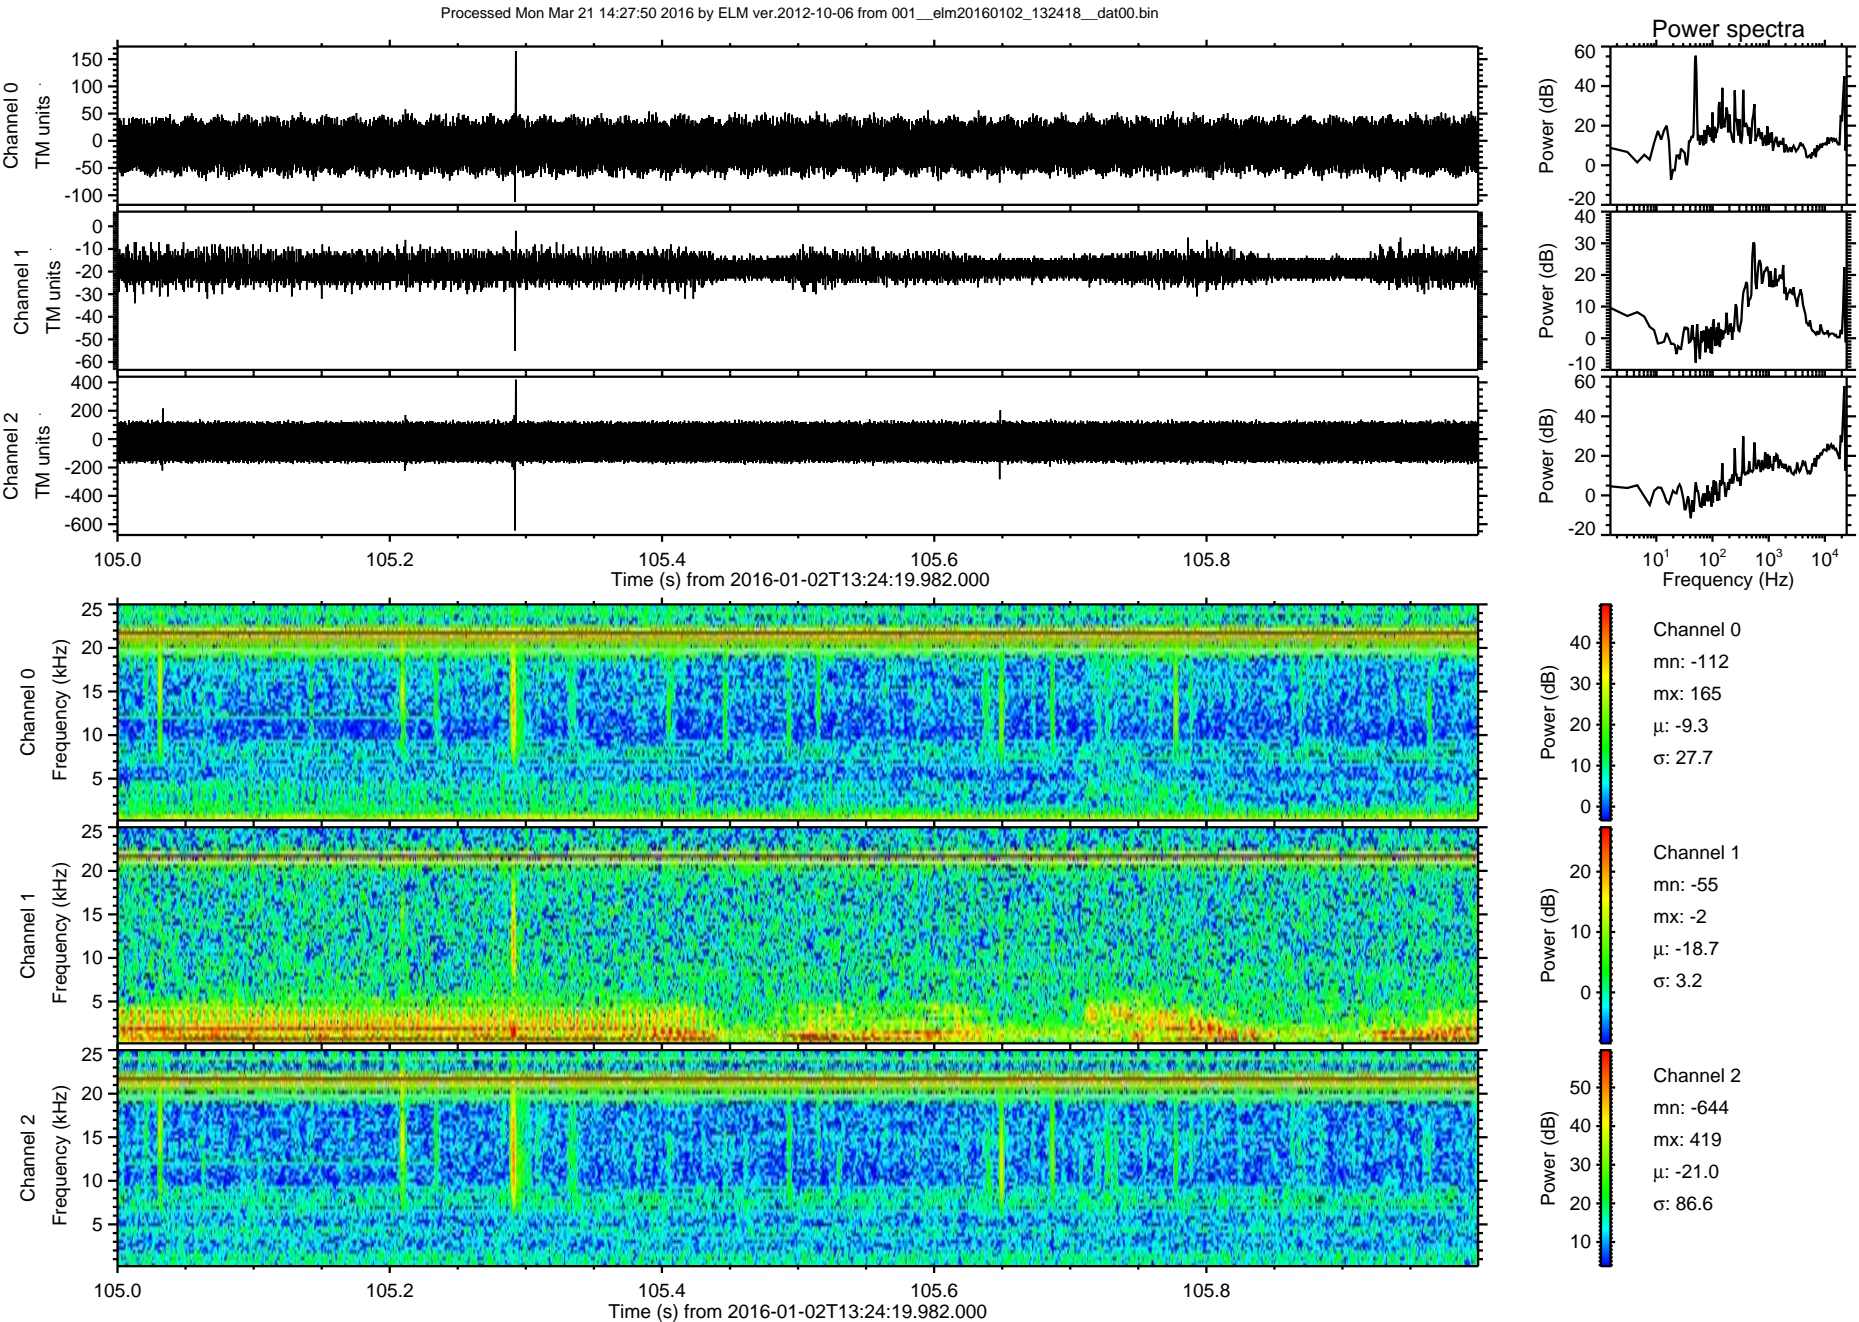 Processed Mon Mar 21 14:27:50 2016 by ELM ver.2012-10-06 from 001__elm20160102_132418__dat00.bin
Power spectra
Channel 0
TM units
150
100
50
0
-50
-100
Power (dB)
60
40
20
0
-20
Channel 1
TM units
0
-10
-20
-30
-40
-50
-60
Power (dB)
40
30
20
10
0
-10
Channel 2
TM units
400
200
0
-200
-400
-600
Power (dB)
60
40
20
0
-20
105.0 105.2 105.4 105.6 105.8
Time (s) from 2016-01-02T13:24:19.982.000
10^1 10^2 10^3 10^4
Frequency (Hz)
Channel 0
Frequency (kHz)
25
20
15
10
5
Power (dB)
40
30
20
10
0
Channel 0
mn: -112
mx: 165
μ: -9.3
σ: 27.7
Channel 1
Frequency (kHz)
25
20
15
10
5
Power (dB)
20
10
0
Channel 1
mn: -55
mx: -2
μ: -18.7
σ: 3.2
Channel 2
Frequency (kHz)
25
20
15
10
5
Power (dB)
50
40
30
20
10
Channel 2
mn: -644
mx: 419
μ: -21.0
σ: 86.6
105.0 105.2 105.4 105.6 105.8
Time (s) from 2016-01-02T13:24:19.982.000